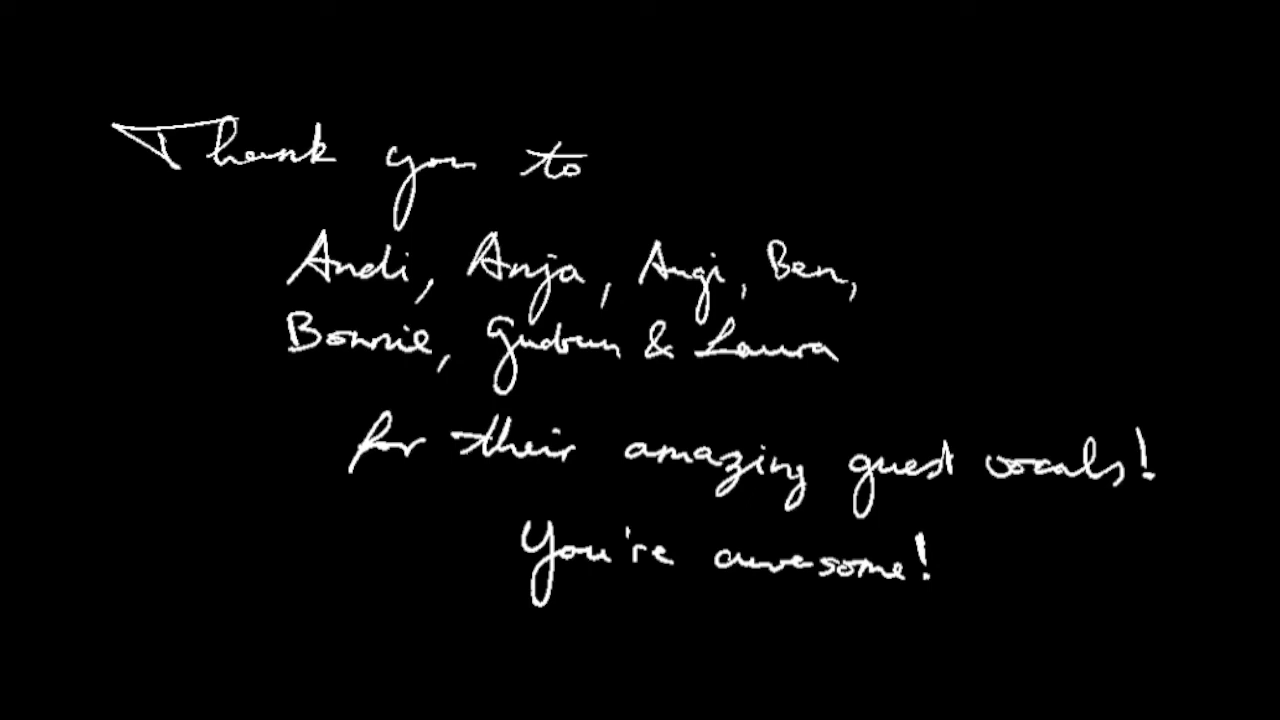 Thank you to
Andi, Anja, Angi, Ben,
Bonnie, Gudrun & Laura
for their amazing guest vocals!
You're awesome!